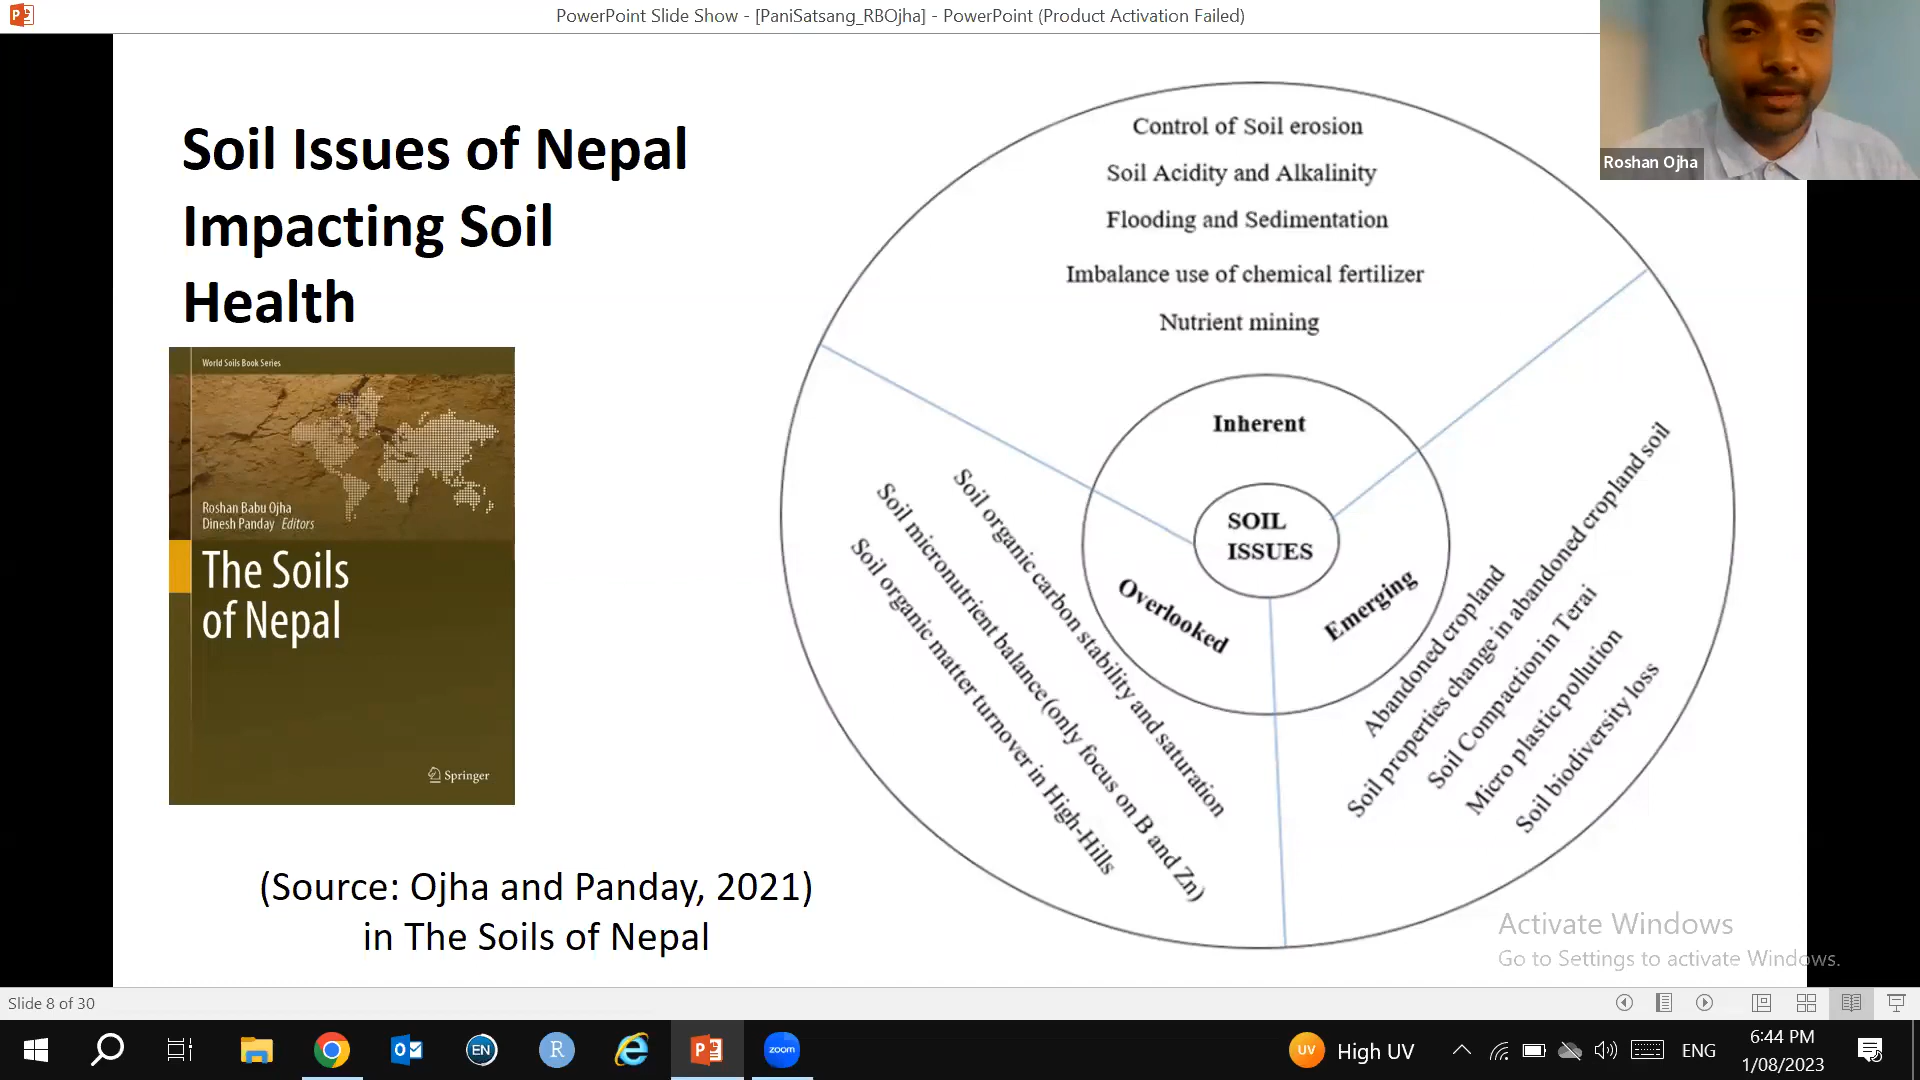 PowerPoint Slide Show - [PaniSatsang_RBOjha] - PowerPoint (Product Activation Failed)
Roshan Ojha
Soil Issues of Nepal
Impacting Soil
Health
World Soils Book Series
Roshan Babu Ojha
Dinesh Panday Editors
The Soils
of Nepal
Springer
(Source: Ojha and Panday, 2021)
in The Soils of Nepal
Control of Soil erosion
Soil Acidity and Alkalinity
Flooding and Sedimentation
Imbalance use of chemical fertilizer
Nutrient mining
Inherent
SOIL
ISSUES
Overlooked
Emerging
Soil organic carbon stability and saturation
Soil micronutrient balance (only focus on B and Zn)
Soil organic matter turnover in High-Hills
Abandoned cropland
Soil properties change in abandoned cropland soil
Soil Compaction in Terai
Micro plastic pollution
Soil biodiversity loss
Activate Windows
Go to Settings to activate Windows.
Slide 8 of 30
EN
R
zoom
UV
High UV
ENG
6:44 PM
1/08/2023